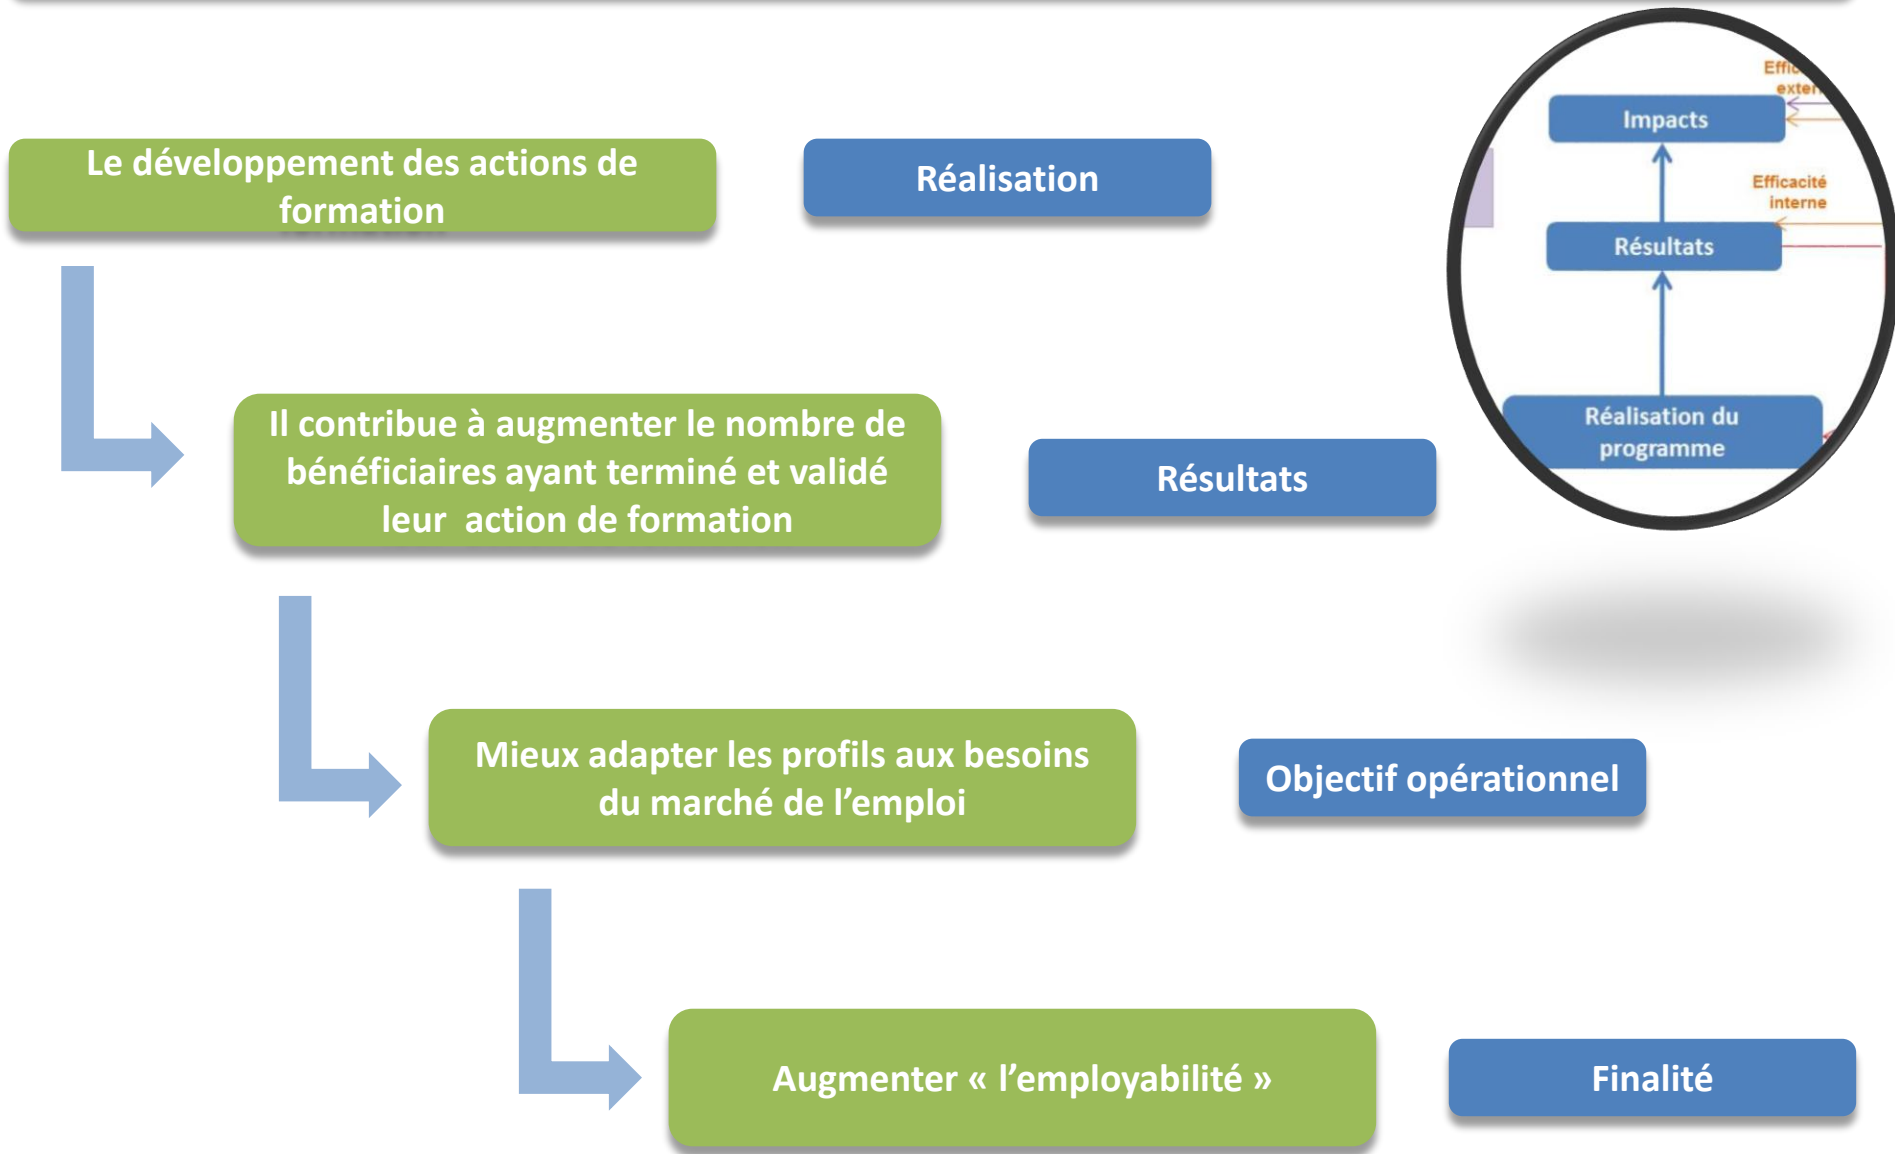 Le développement des actions de
formation
Réalisation
Effic
exter
Impacts
Efficacité
interne
Résultats
Réalisation du
programme
Il contribue à augmenter le nombre de
bénéficiaires ayant terminé et validé
leur action de formation
Résultats
Mieux adapter les profils aux besoins
du marché de l’emploi
Objectif opérationnel
Augmenter « l’employabilité »
Finalité